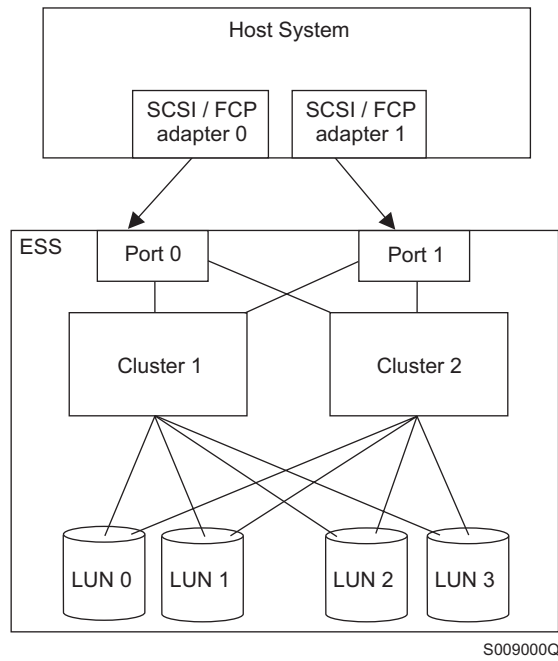 Host System
SCSI / FCP
adapter 0
SCSI / FCP
adapter 1
ESS
Port 0
Port 1
Cluster 1
Cluster 2
LUN 0
LUN 1
LUN 2
LUN 3
S009000Q